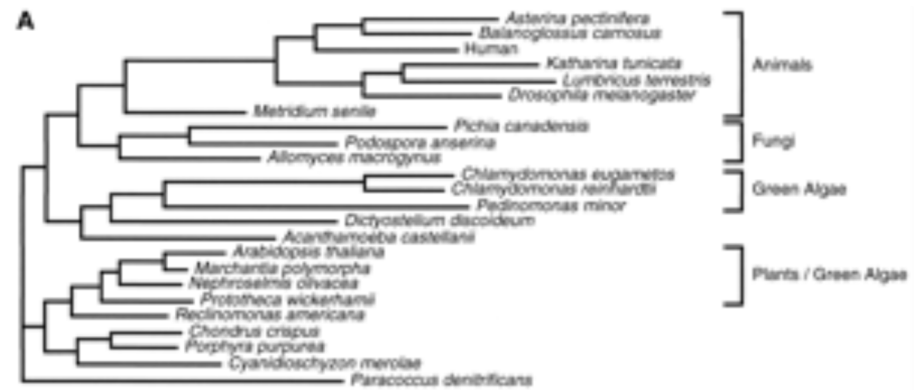 A
Asterina pectinifera
Balanoglossus carnosus
Human
Katharina tunicata
Lumbricus terrestris
Drosophila melanogaster
Metridium senile
Animals
Pichia canadensis
Podospora anserina
Allomyces macrogynus
Fungi
Chlamydomonas eugametos
Chlamydomonas reinhardtii
Pedinomonas minor
Green Algae
Dictyostelium discoideum
Acanthamoeba castellanii
Arabidopsis thaliana
Marchantia polymorpha
Nephroselmis olivacea
Prototheca wickerhamii
Plants / Green Algae
Reclinomonas americana
Chondrus crispus
Porphyra purpurea
Cyanidioschyzon merolae
Paracoccus denitrificans